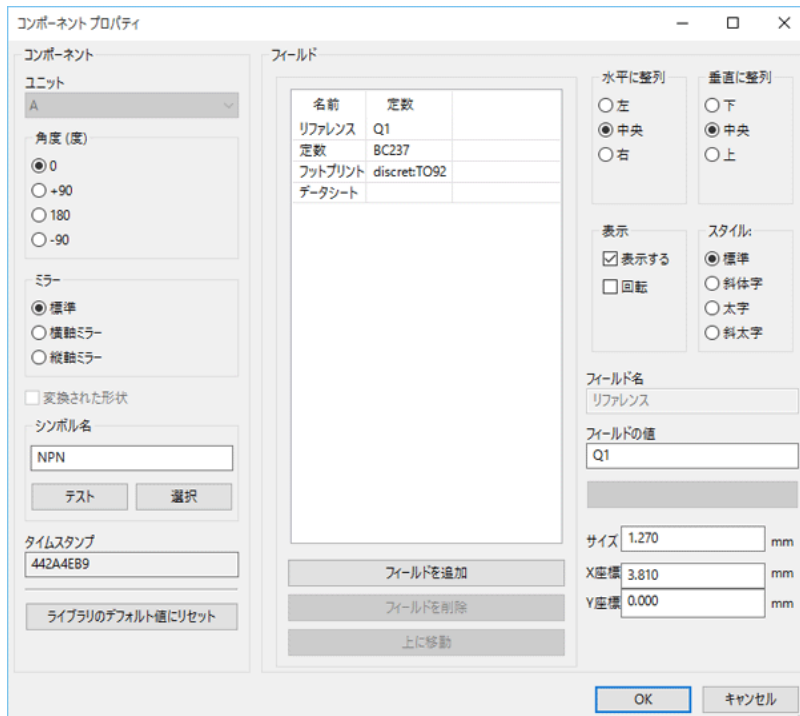 コンポーネント プロパティ
コンポーネント
ユニット
A
角度 (度)
0
+90
180
-90
ミラー
標準
横軸ミラー
縦軸ミラー
変換された形状
シンボル名
NPN
テスト 選択
タイムスタンプ
442A4EB9
ライブラリのデフォルト値にリセット
フィールド
名前 定数
リファレンス Q1
定数 BC237
フットプリント discret:TO92
データシート
フィールドを追加
フィールドを削除
上に移動
水平に整列
左
中央
右
垂直に整列
下
中央
上
表示
表示する
回転
スタイル:
標準
斜体字
太字
斜太字
フィールド名
リファレンス
フィールドの値
Q1
サイズ 1.270 mm
X座標 3.810 mm
Y座標 0.000 mm
OK キャンセル